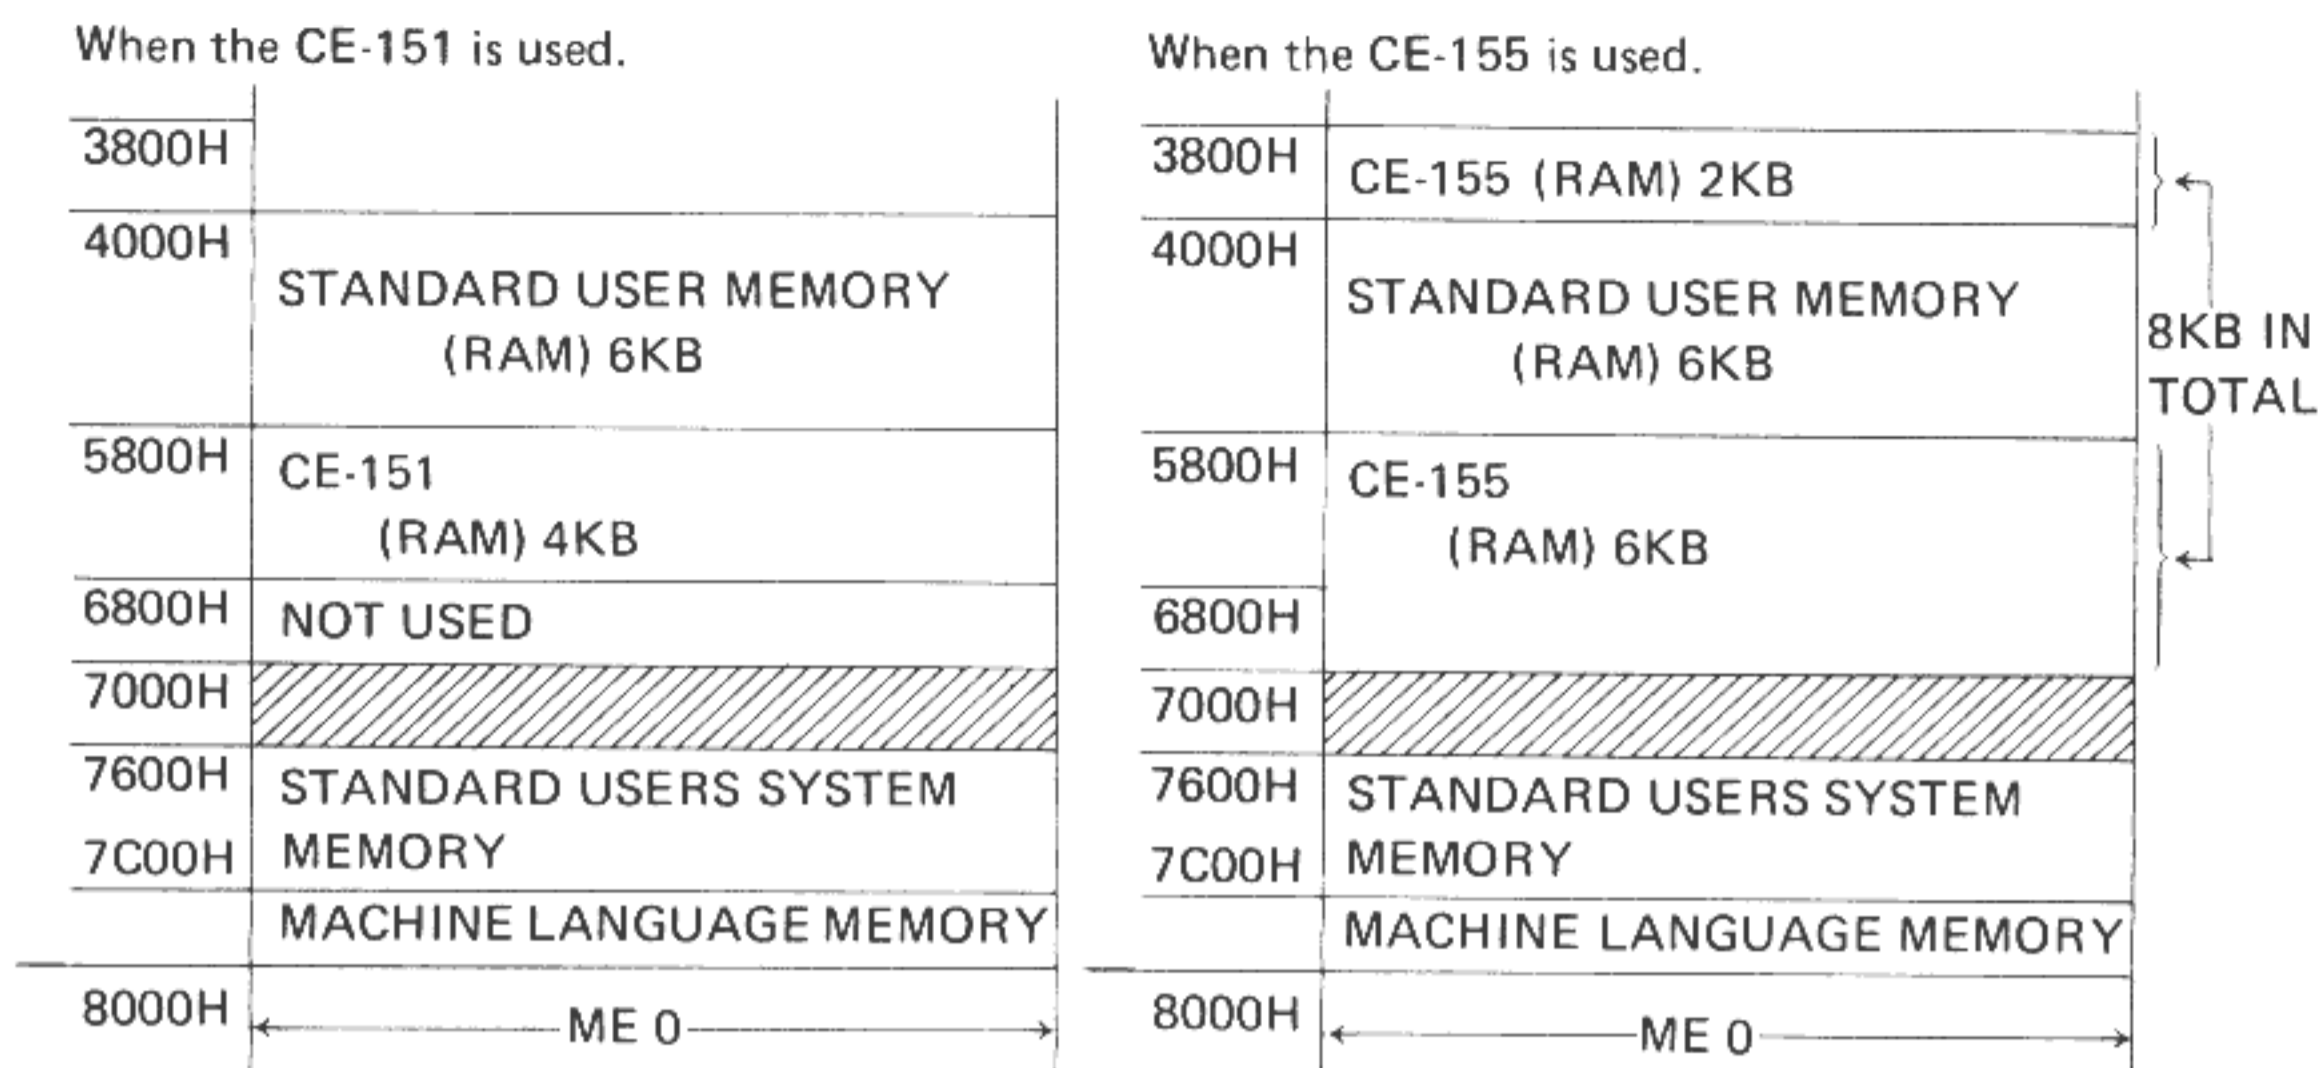 When the CE-151 is used.
3800H
4000H
STANDARD USER MEMORY
(RAM) 6KB
5800H
CE-151
(RAM) 4KB
6800H
NOT USED
7000H
7600H
STANDARD USERS SYSTEM
MEMORY
7C00H
MACHINE LANGUAGE MEMORY
8000H
ME 0
When the CE-155 is used.
3800H
CE-155 (RAM) 2KB
4000H
STANDARD USER MEMORY
(RAM) 6KB
8KB IN
TOTAL
5800H
CE-155
(RAM) 6KB
6800H
7000H
7600H
STANDARD USERS SYSTEM
MEMORY
7C00H
MACHINE LANGUAGE MEMORY
8000H
ME 0